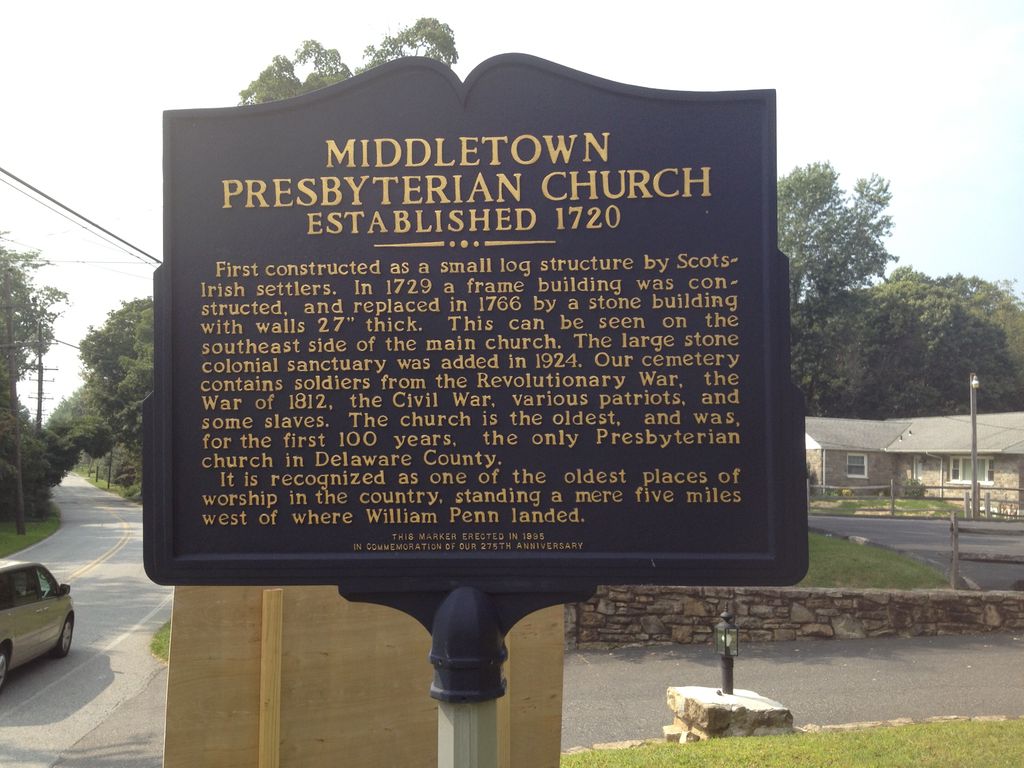 MIDDLETOWN
PRESBYTERIAN CHURCH
ESTABLISHED 1720
First constructed as a small log structure by Scots-
Irish settlers. In 1729 a frame building was con-
structed, and replaced in 1766 by a stone building
with walls 27" thick. This can be seen on the
southeast side of the main church. The large stone
colonial sanctuary was added in 1924. Our cemetery
contains soldiers from the Revolutionary War, the
War of 1812, the Civil War, various patriots, and
some slaves. The church is the oldest, and was,
for the first 100 years, the only Presbyterian
church in Delaware County.
It is recognized as one of the oldest places of
worship in the country, standing a mere five miles
west of where William Penn landed.
THIS MARKER ERECTED IN 1995
IN COMMEMORATION OF OUR 275TH ANNIVERSARY